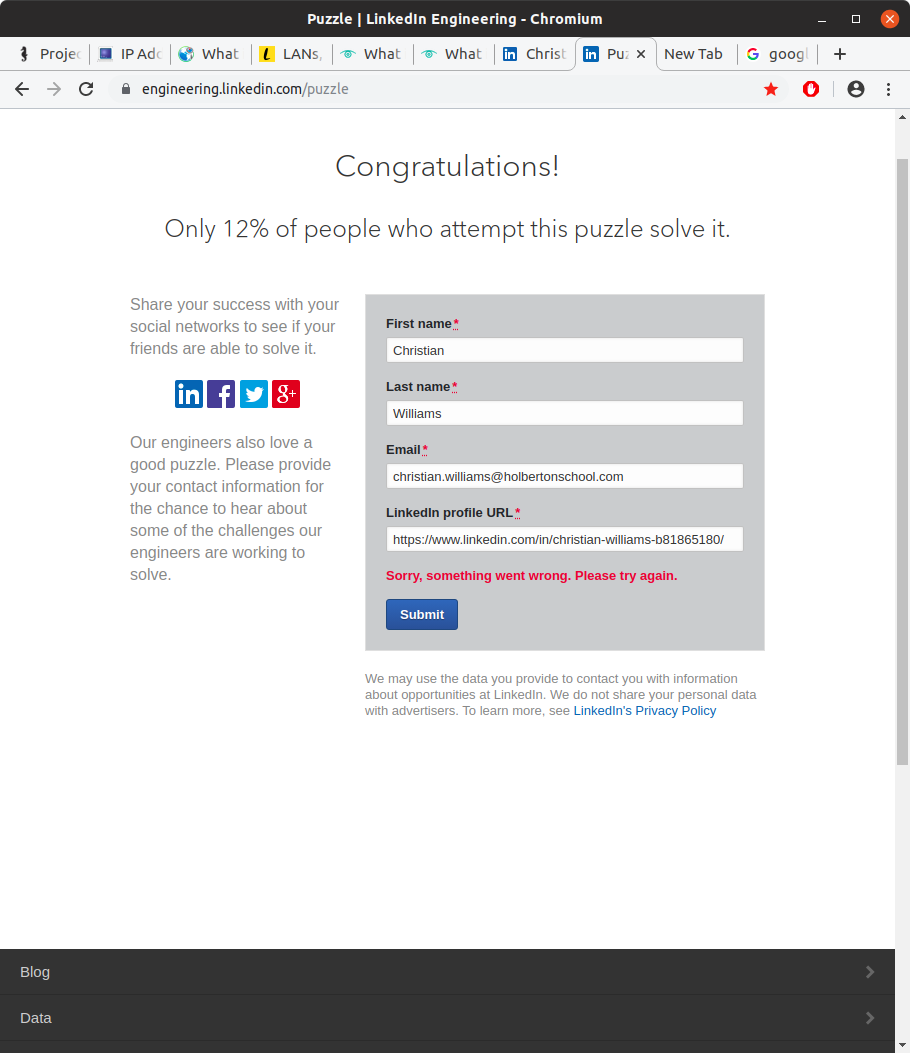 Puzzle | LinkedIn Engineering - Chromium
Projec
IP Add
What
LANs,
What
What
Christ
Puz
New Tab
googl
engineering.linkedin.com/puzzle
Congratulations!
Only 12% of people who attempt this puzzle solve it.
Share your success with your
social networks to see if your
friends are able to solve it.
in f g+
Our engineers also love a
good puzzle. Please provide
your contact information for
the chance to hear about
some of the challenges our
engineers are working to
solve.
First name*
Christian
Last name*
Williams
Email*
christian.williams@holbertonschool.com
LinkedIn profile URL*
https://www.linkedin.com/in/christian-williams-b81865180/
Sorry, something went wrong. Please try again.
Submit
We may use the data you provide to contact you with information
about opportunities at LinkedIn. We do not share your personal data
with advertisers. To learn more, see LinkedIn's Privacy Policy
Blog
Data